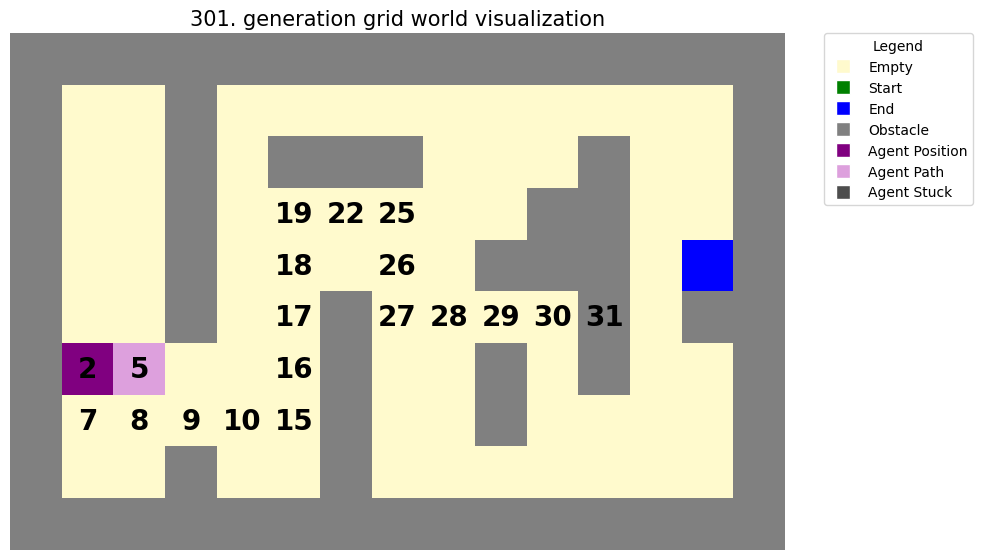 301. generation grid world visualization
Legend
Empty
Start
End
Obstacle
Agent Position
Agent Path
Agent Stuck
19 22 25
18 26
17 27 28 29 30 31
2 5 16
7 8 9 10 15